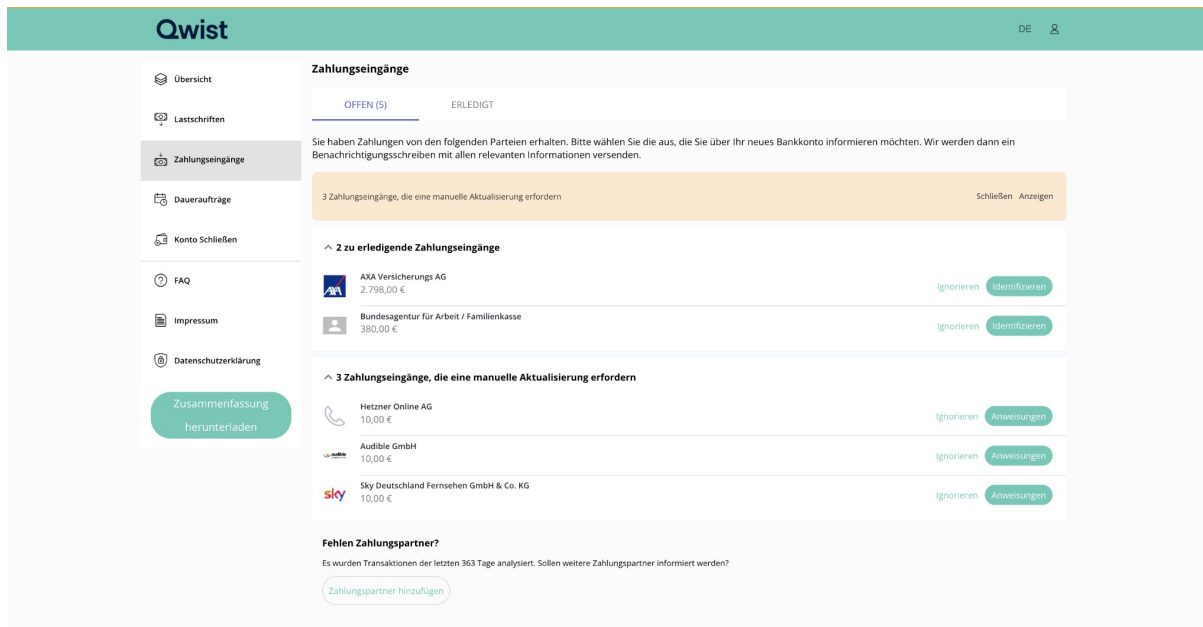 Qwist
DE
Übersicht
Lastschriften
Zahlungseingänge
Daueraufträge
Konto Schließen
FAQ
Impressum
Datenschutzerklärung
Zusammenfassung
herunterladen
Zahlungseingänge
OFFEN (5) ERLEDIGT
Sie haben Zahlungen von den folgenden Parteien erhalten. Bitte wählen Sie die aus, die Sie über Ihr neues Bankkonto informieren möchten. Wir werden dann ein
Benachrichtigungsschreiben mit allen relevanten Informationen versenden.
3 Zahlungseingänge, die eine manuelle Aktualisierung erfordern Schließen Anzeigen
2 zu erledigende Zahlungseingänge
AXA
AXA Versicherungs AG
2.798,00 €
Ignorieren Identifizieren
Bundesagentur für Arbeit / Familienkasse
380,00 €
Ignorieren Identifizieren
3 Zahlungseingänge, die eine manuelle Aktualisierung erfordern
Hetzner Online AG
10,00 €
Ignorieren Anweisungen
audible
Audible GmbH
10,00 €
Ignorieren Anweisungen
sky
Sky Deutschland Fernsehen GmbH & Co. KG
10,00 €
Ignorieren Anweisungen
Fehlen Zahlungspartner?
Es wurden Transaktionen der letzten 363 Tage analysiert. Sollen weitere Zahlungspartner informiert werden?
Zahlungspartner hinzufügen